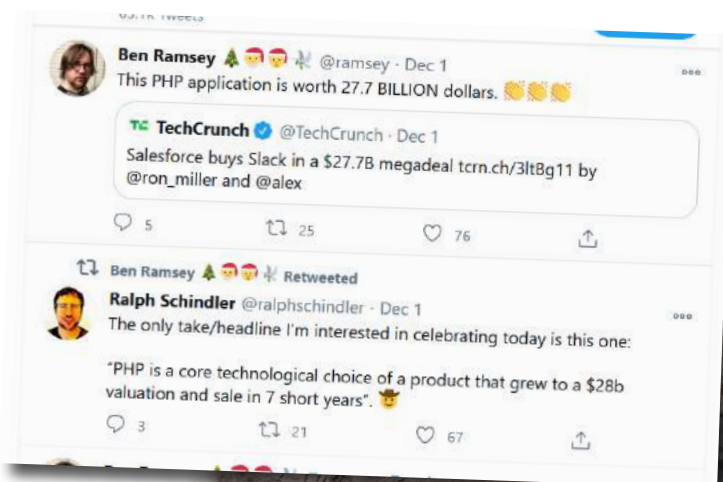 Tweets
Ben Ramsey @ramsey · Dec 1
This PHP application is worth 27.7 BILLION dollars. 👏👏👏
TechCrunch @TechCrunch · Dec 1
Salesforce buys Slack in a $27.7B megadeal tcrn.ch/3ltBg11 by
@ron_miller and @alex
5 25 76
Ben Ramsey Retweeted
Ralph Schindler @ralphschindler · Dec 1
The only take/headline I'm interested in celebrating today is this one:
"PHP is a core technological choice of a product that grew to a $28b
valuation and sale in 7 short years". 🤠
3 21 67